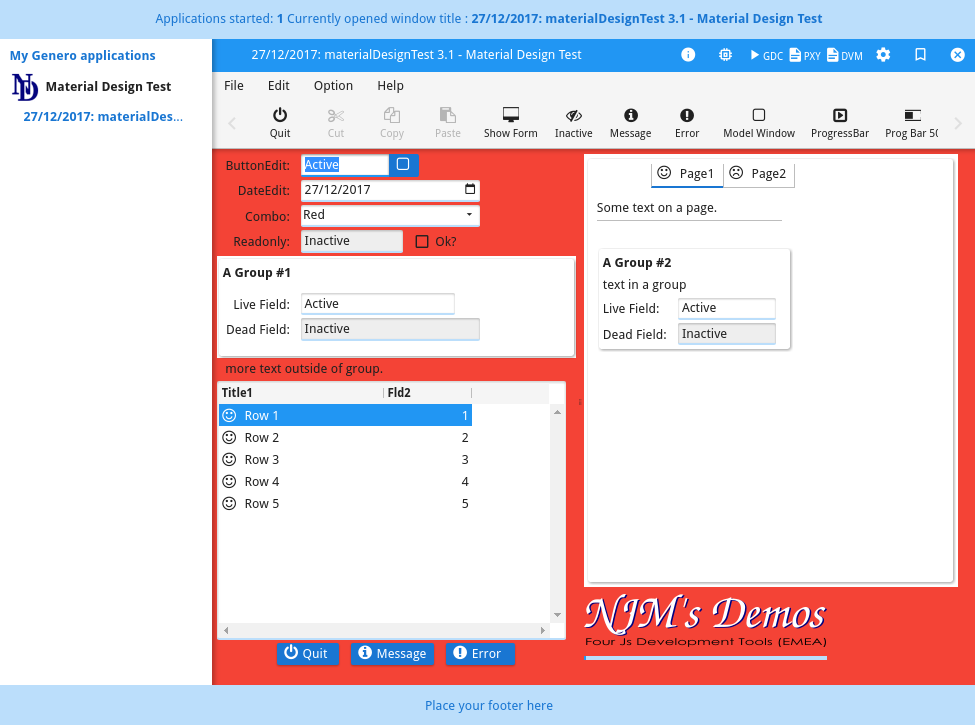 Applications started: 1 Currently opened window title : 27/12/2017: materialDesignTest 3.1 - Material Design Test
My Genero applications
Material Design Test
27/12/2017: materialDes...
27/12/2017: materialDesignTest 3.1 - Material Design Test
GDC PXY DVM
File Edit Option Help
Quit Cut Copy Paste Show Form Inactive Message Error Model Window ProgressBar Prog Bar 50
ButtonEdit: Active
DateEdit: 27/12/2017
Combo: Red
Readonly: Inactive Ok?
A Group #1
Live Field: Active
Dead Field: Inactive
more text outside of group.
Title1 Fld2
Row 1 1
Row 2 2
Row 3 3
Row 4 4
Row 5 5
Quit Message Error
Page1 Page2
Some text on a page.
A Group #2
text in a group
Live Field: Active
Dead Field: Inactive
NJM's Demos
Four Js Development Tools (EMEA)
Place your footer here